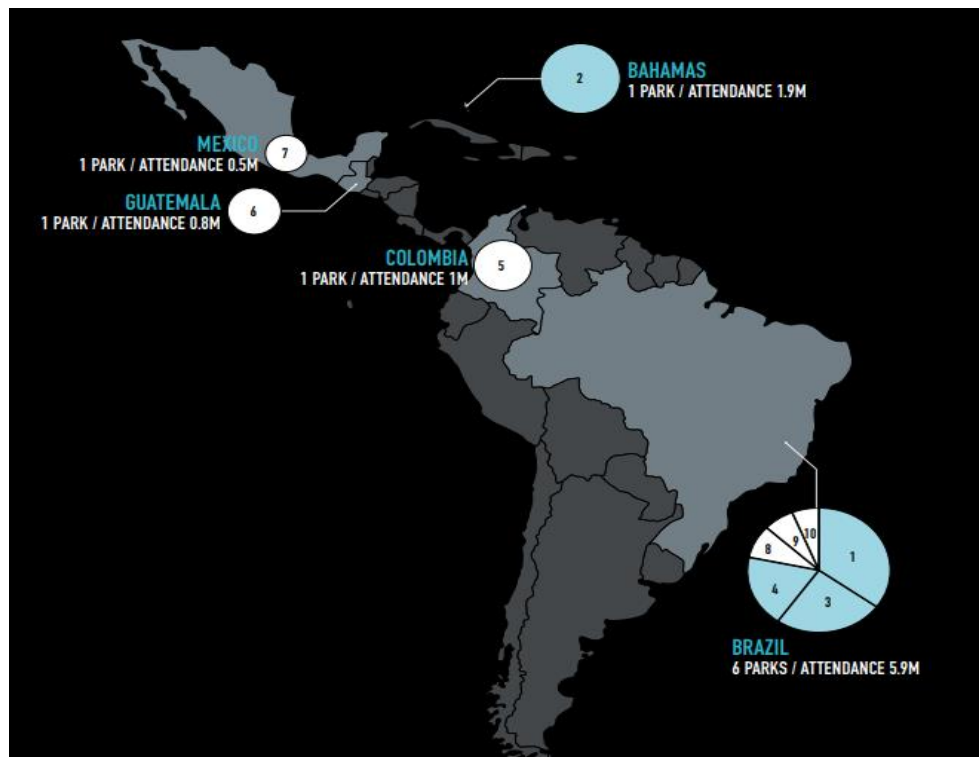 2
BAHAMAS
1 PARK / ATTENDANCE 1.9M
MEXICO
1 PARK / ATTENDANCE 0.5M
7
GUATEMALA
1 PARK / ATTENDANCE 0.8M
6
COLOMBIA
1 PARK / ATTENDANCE 1M
5
10
9
8
1
4
3
BRAZIL
6 PARKS / ATTENDANCE 5.9M